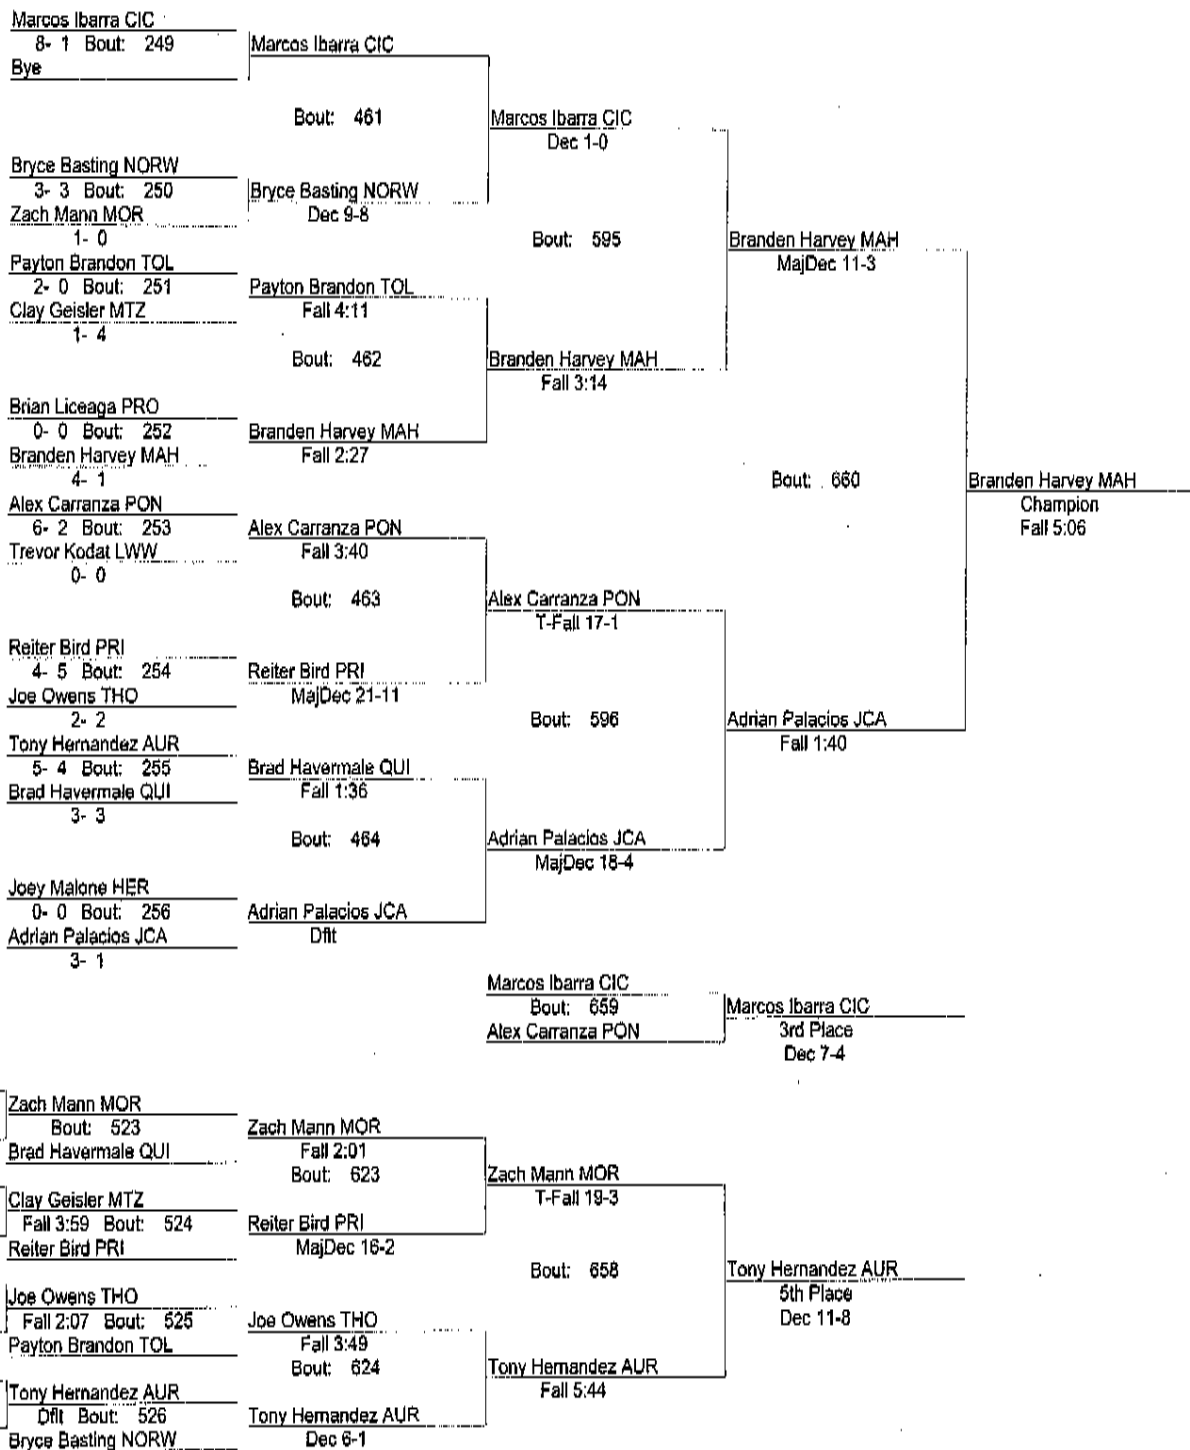 Marcos Ibarra CIC
8- 1 Bout: 249
Bye
Marcos Ibarra CIC
Bout: 461
Marcos Ibarra CIC
Dec 1-0
Bryce Basting NORW
3- 3 Bout: 250
Zach Mann MOR
1- 0
Bryce Basting NORW
Dec 9-8
Bout: 595
Branden Harvey MAH
MajDec 11-3
Payton Brandon TOL
2- 0 Bout: 251
Clay Geisler MTZ
1- 4
Payton Brandon TOL
Fall 4:11
Bout: 462
Branden Harvey MAH
Fall 3:14
Brian Liceaga PRO
0- 0 Bout: 252
Branden Harvey MAH
4- 1
Branden Harvey MAH
Fall 2:27
Bout: 660
Branden Harvey MAH
Champion
Fall 5:06
Alex Carranza PON
6- 2 Bout: 253
Trevor Kodat LWW
0- 0
Alex Carranza PON
Fall 3:40
Bout: 463
Alex Carranza PON
T-Fall 17-1
Reiter Bird PRI
4- 5 Bout: 254
Joe Owens THO
2- 2
Reiter Bird PRI
MajDec 21-11
Bout: 596
Adrian Palacios JCA
Fall 1:40
Tony Hernandez AUR
5- 4 Bout: 255
Brad Havermale QUI
3- 3
Brad Havermale QUI
Fall 1:36
Bout: 464
Adrian Palacios JCA
MajDec 18-4
Joey Malone HER
0- 0 Bout: 256
Adrian Palacios JCA
3- 1
Adrian Palacios JCA
Dflt
Marcos Ibarra CIC
Bout: 659
Alex Carranza PON
Marcos Ibarra CIC
3rd Place
Dec 7-4
Zach Mann MOR
Bout: 523
Brad Havermale QUI
Zach Mann MOR
Fall 2:01
Bout: 623
Zach Mann MOR
T-Fall 19-3
Clay Geisler MTZ
Fall 3:59 Bout: 524
Reiter Bird PRI
Reiter Bird PRI
MajDec 16-2
Bout: 658
Tony Hernandez AUR
5th Place
Dec 11-8
Joe Owens THO
Fall 2:07 Bout: 525
Payton Brandon TOL
Joe Owens THO
Fall 3:49
Bout: 624
Tony Hernandez AUR
Fall 5:44
Tony Hernandez AUR
Dflt Bout: 526
Bryce Basting NORW
Tony Hernandez AUR
Dec 6-1